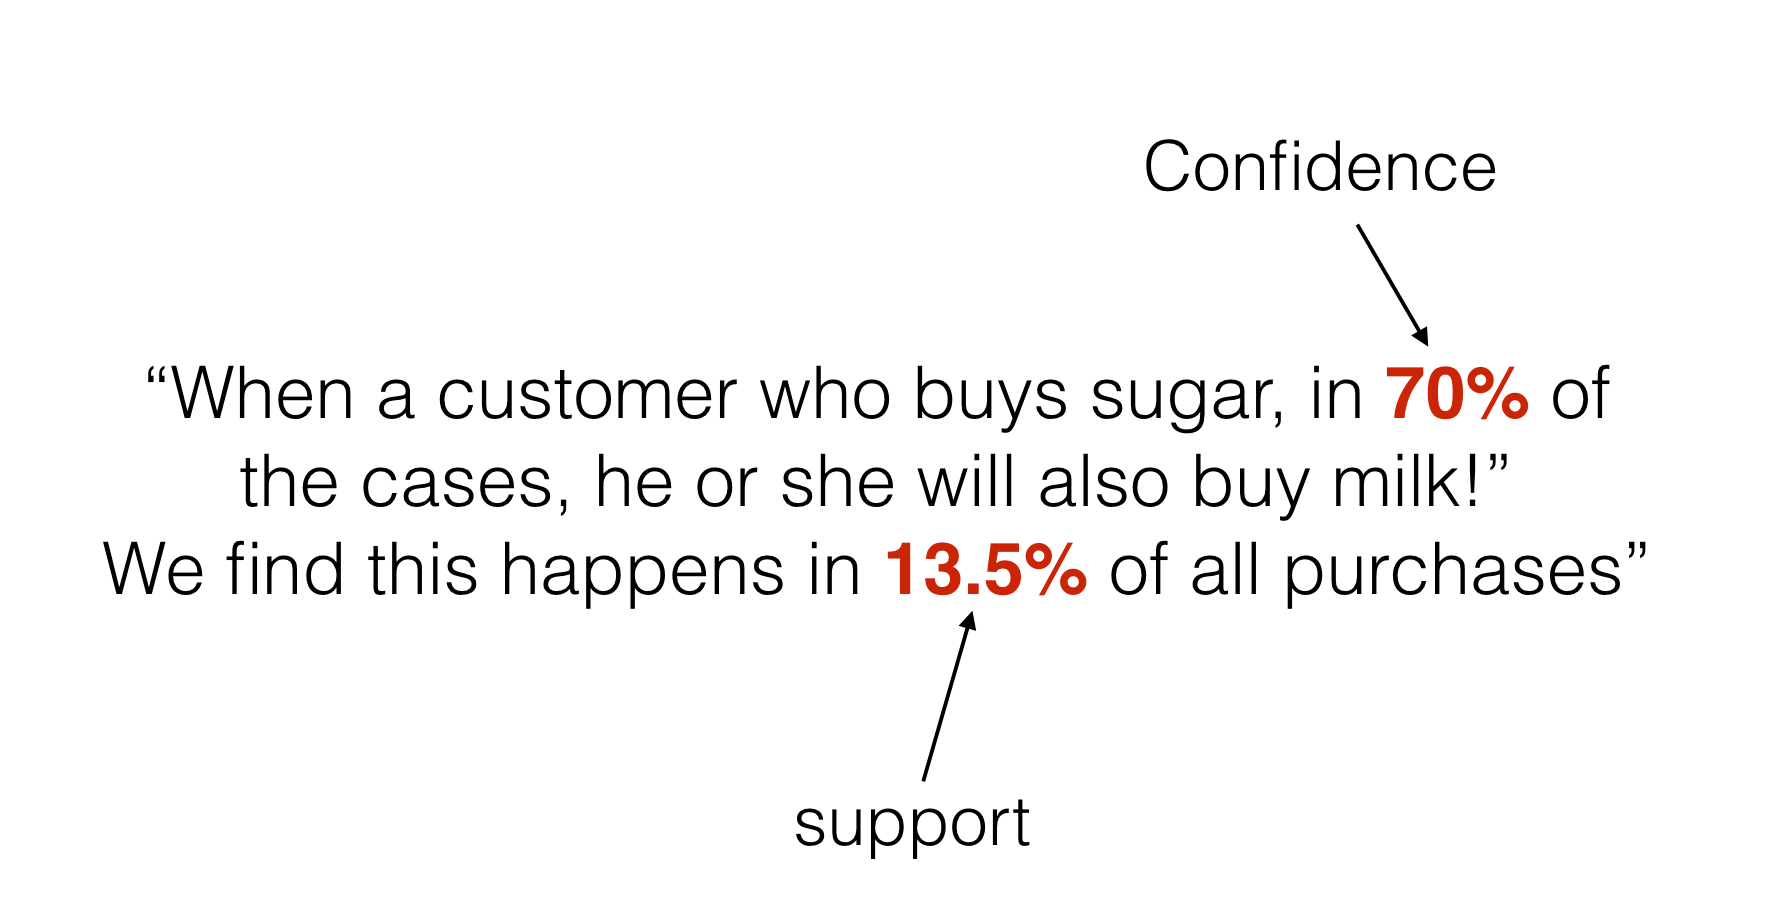 Confidence
“When a customer who buys sugar, in 70% of
the cases, he or she will also buy milk!”
We find this happens in 13.5% of all purchases”
support